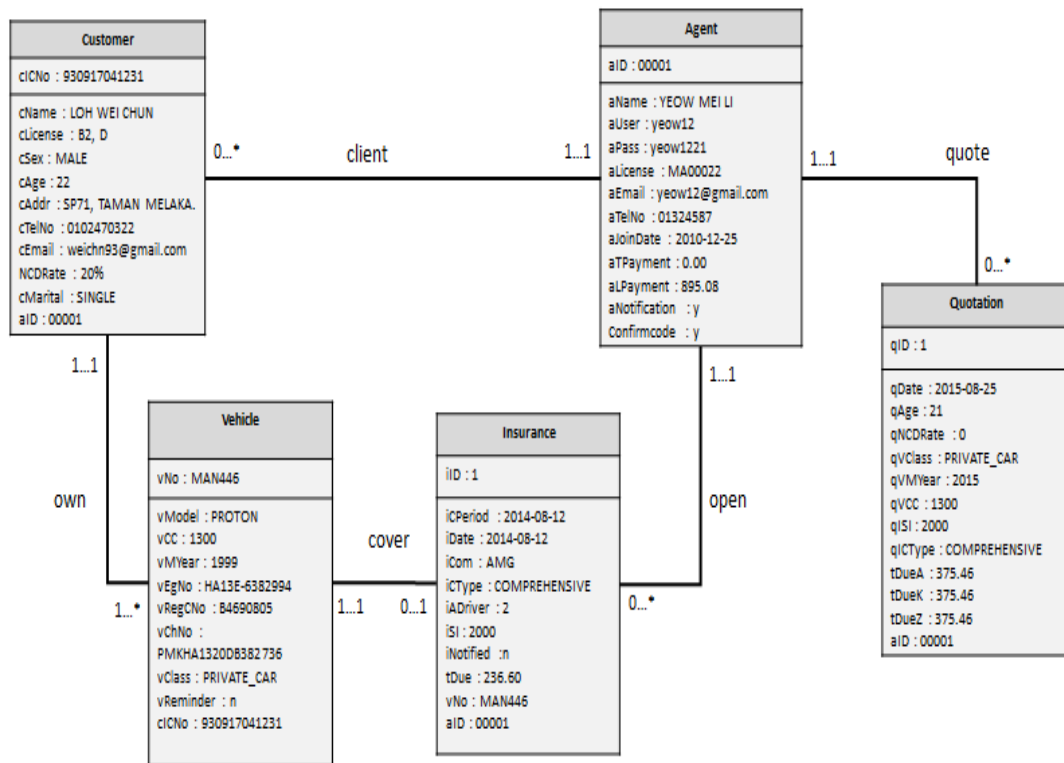 Customer
cICNo : 930917041231
cName : LOH WEI CHUN
cLicense : B2, D
cSex : MALE
cAge : 22
cAddr : SP71, TAMAN MELAKA.
cTelNo : 0102470322
cEmail : weichn93@gmail.com
NCDRate : 20%
cMarital : SINGLE
aID : 00001
0...*
client
1...1
Agent
aID : 00001
aName : YEOW MEI LI
aUser : yeow12
aPass : yeow1221
aLicense : MA00022
aEmail : yeow12@gmail.com
aTelNo : 01324587
aJoinDate : 2010-12-25
aTPayment : 0.00
aLPayment : 895.08
aNotification : y
Confirmcode : y
1...1
quote
0...*
Quotation
qID : 1
qDate : 2015-08-25
qAge : 21
qNCDRate : 0
qVClass : PRIVATE_CAR
qVMYear : 2015
qVCC : 1300
qISI : 2000
qICType : COMPREHENSIVE
tDueA : 375.46
tDueK : 375.46
tDueZ : 375.46
aID : 00001
1...1
own
1...*
Vehicle
vNo : MAN446
vModel : PROTON
vCC : 1300
vMYear : 1999
vEgNo : HA13E-6382994
vRegCNo : B4690805
vChNo :
PMKHA1320DB382736
vClass : PRIVATE_CAR
vReminder : n
cICNo : 930917041231
cover
1...1
0...1
Insurance
iID : 1
iCPeriod : 2014-08-12
iDate : 2014-08-12
iCom : AMG
iCType : COMPREHENSIVE
iADriver : 2
iSI : 2000
iNotified :n
tDue : 236.60
vNo : MAN446
aID : 00001
1...1
open
0...*